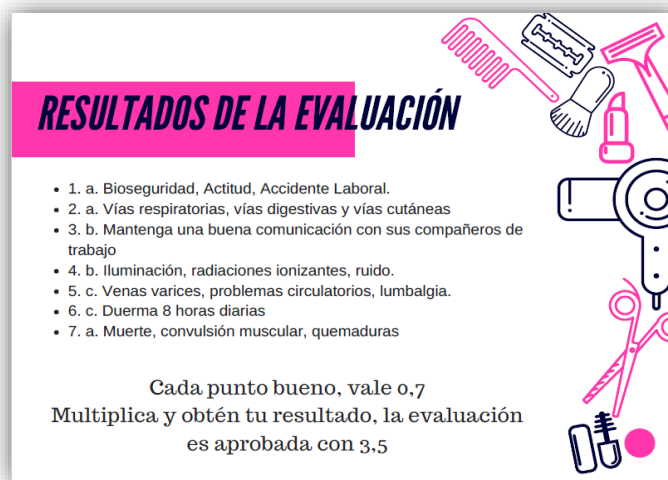 RESULTADOS DE LA EVALUACIÓN
• 1. a. Bioseguridad, Actitud, Accidente Laboral.
• 2. a. Vías respiratorias, vías digestivas y vías cutáneas
• 3. b. Mantenga una buena comunicación con sus compañeros de
trabajo
• 4. b. Iluminación, radiaciones ionizantes, ruido.
• 5. c. Venas varices, problemas circulatorios, lumbalgia.
• 6. c. Duerma 8 horas diarias
• 7. a. Muerte, convulsión muscular, quemaduras
Cada punto bueno, vale 0,7
Multiplica y obtén tu resultado, la evaluación
es aprobada con 3,5